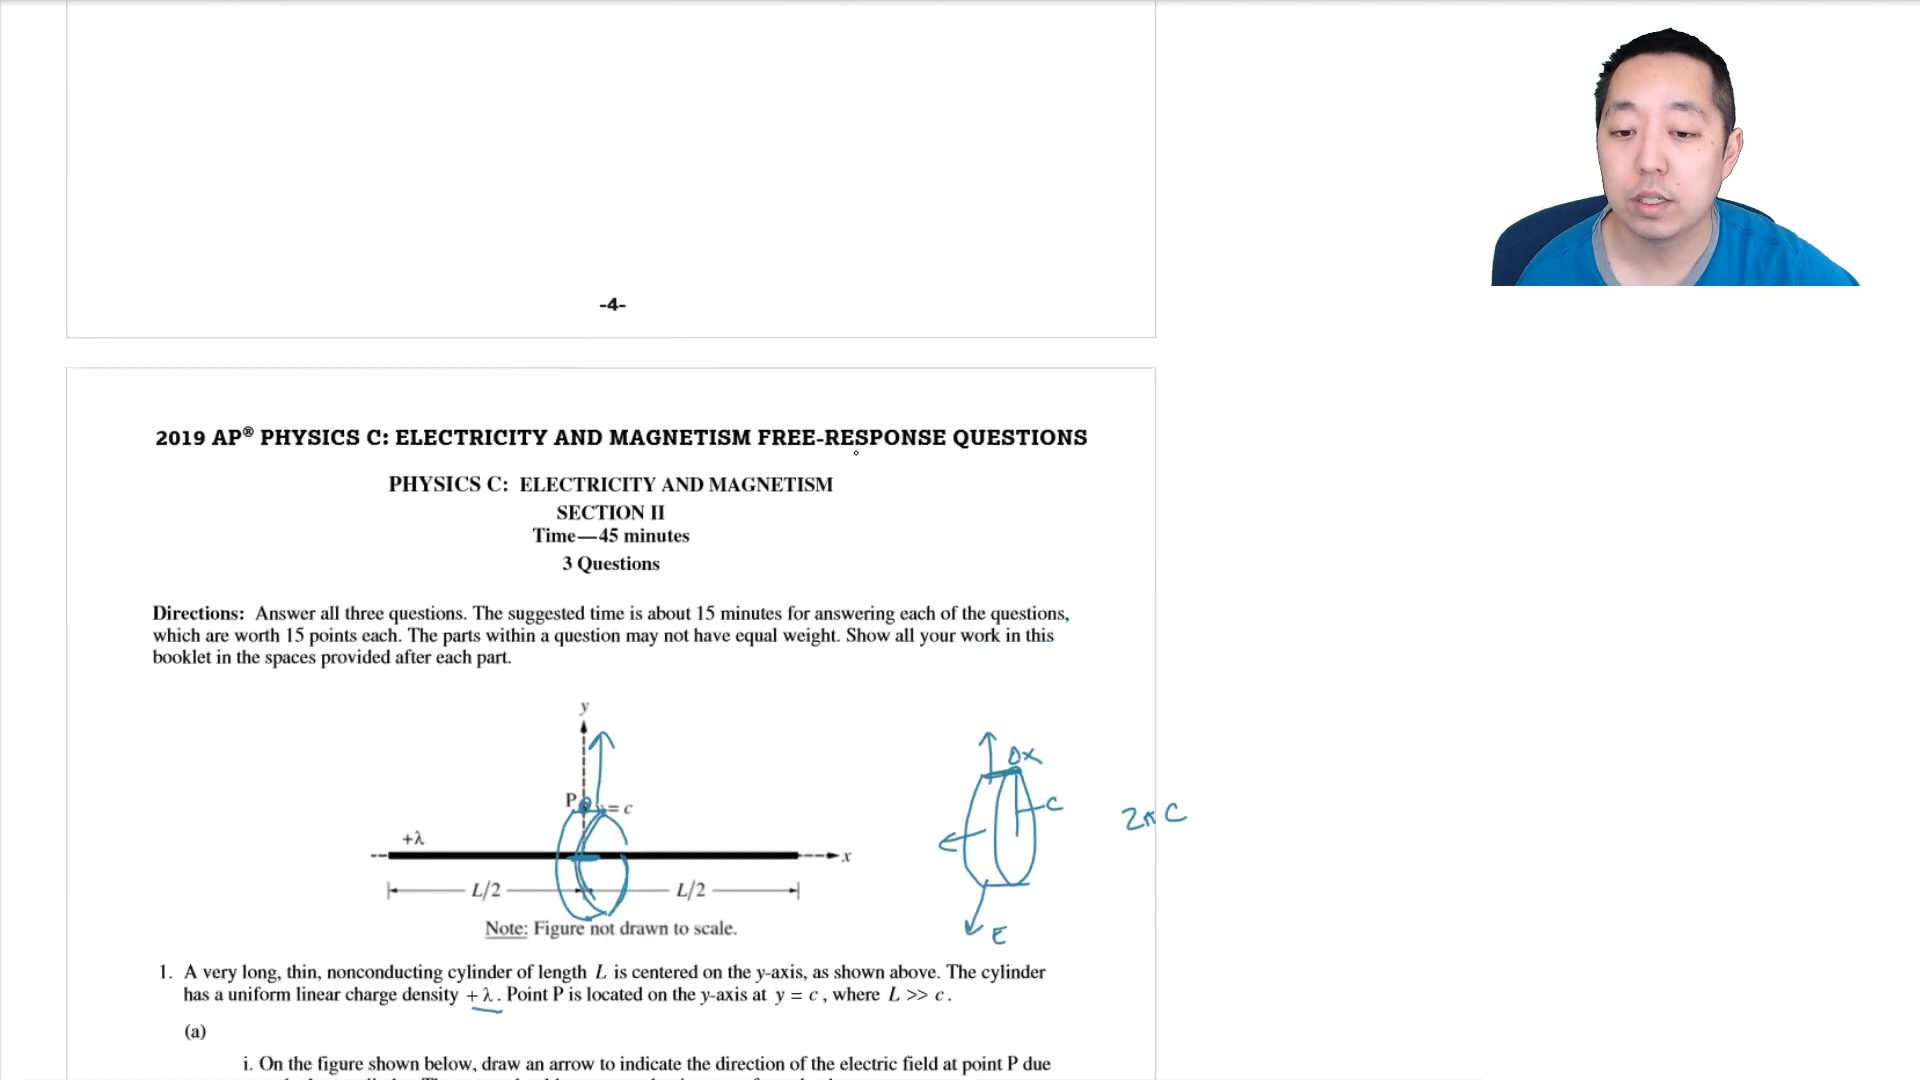 -4-
2019 AP® PHYSICS C: ELECTRICITY AND MAGNETISM FREE-RESPONSE QUESTIONS
PHYSICS C: ELECTRICITY AND MAGNETISM
SECTION II
Time—45 minutes
3 Questions
Directions: Answer all three questions. The suggested time is about 15 minutes for answering each of the questions,
which are worth 15 points each. The parts within a question may not have equal weight. Show all your work in this
booklet in the spaces provided after each part.
y
Δx
P
= c
C
2πC
+λ
x
L/2
L/2
E
Note: Figure not drawn to scale.
1. A very long, thin, nonconducting cylinder of length L is centered on the y-axis, as shown above. The cylinder
has a uniform linear charge density +λ. Point P is located on the y-axis at y = c, where L >> c.
(a)
i. On the figure shown below, draw an arrow to indicate the direction of the electric field at point P due